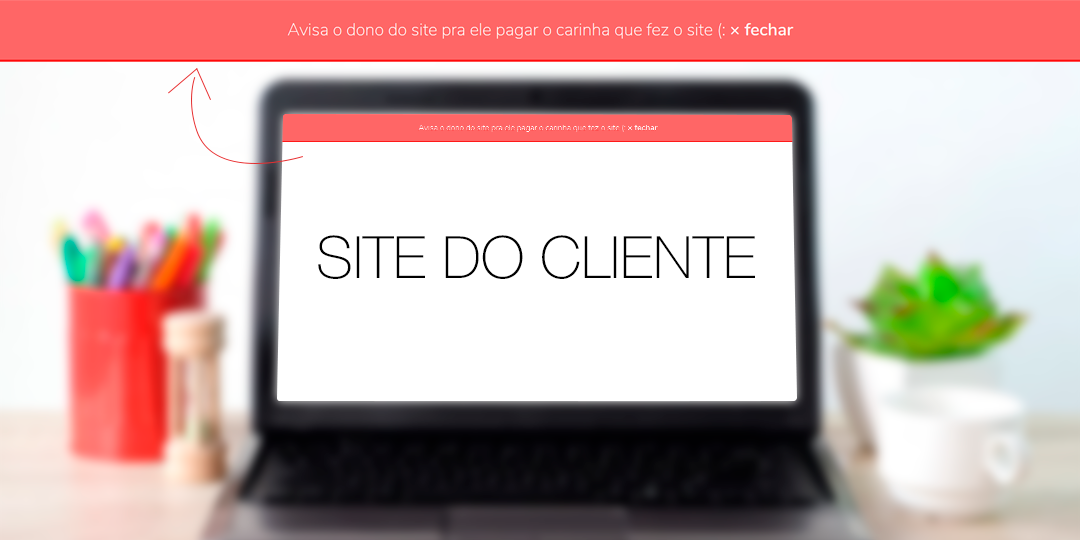 Avisa o dono do site pra ele pagar o carinha que fez o site (: × fechar
Avisa o dono do site pra ele pagar o carinha que fez o site (: × fechar
SITE DO CLIENTE